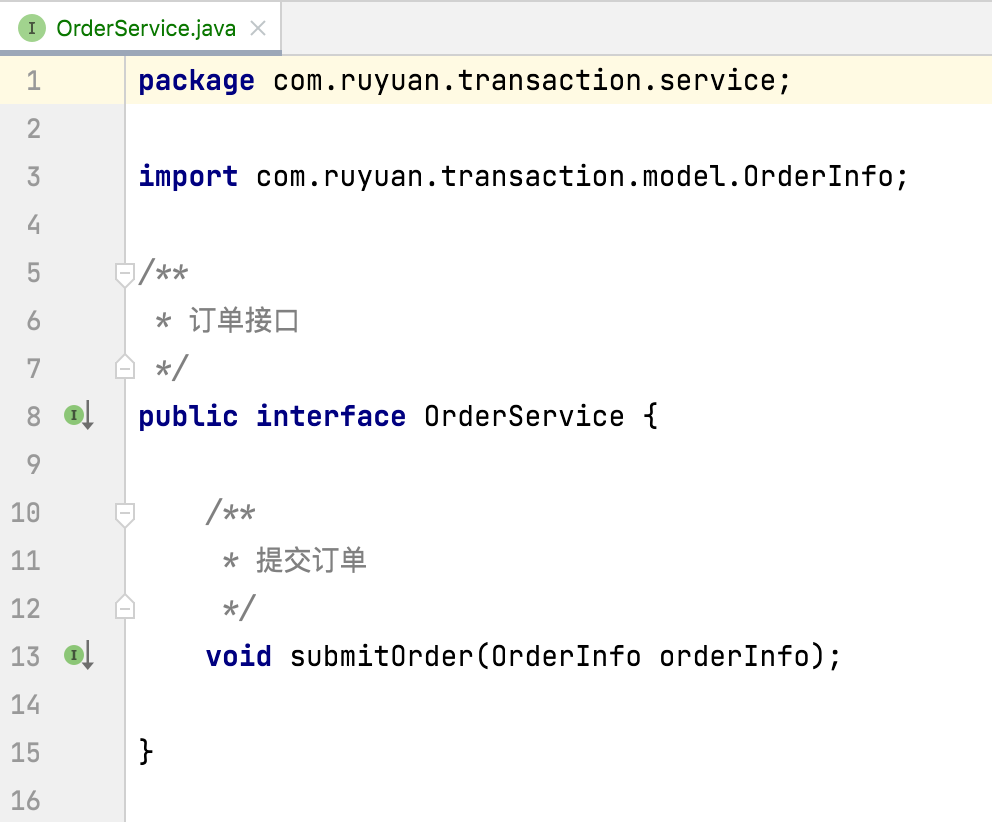 OrderService.java
1 package com.ruyuan.transaction.service;
2
3 import com.ruyuan.transaction.model.OrderInfo;
4
5 /**
6  * 订单接口
7  */
8 public interface OrderService {
9
10     /**
11      * 提交订单
12      */
13     void submitOrder(OrderInfo orderInfo);
14
15 }
16